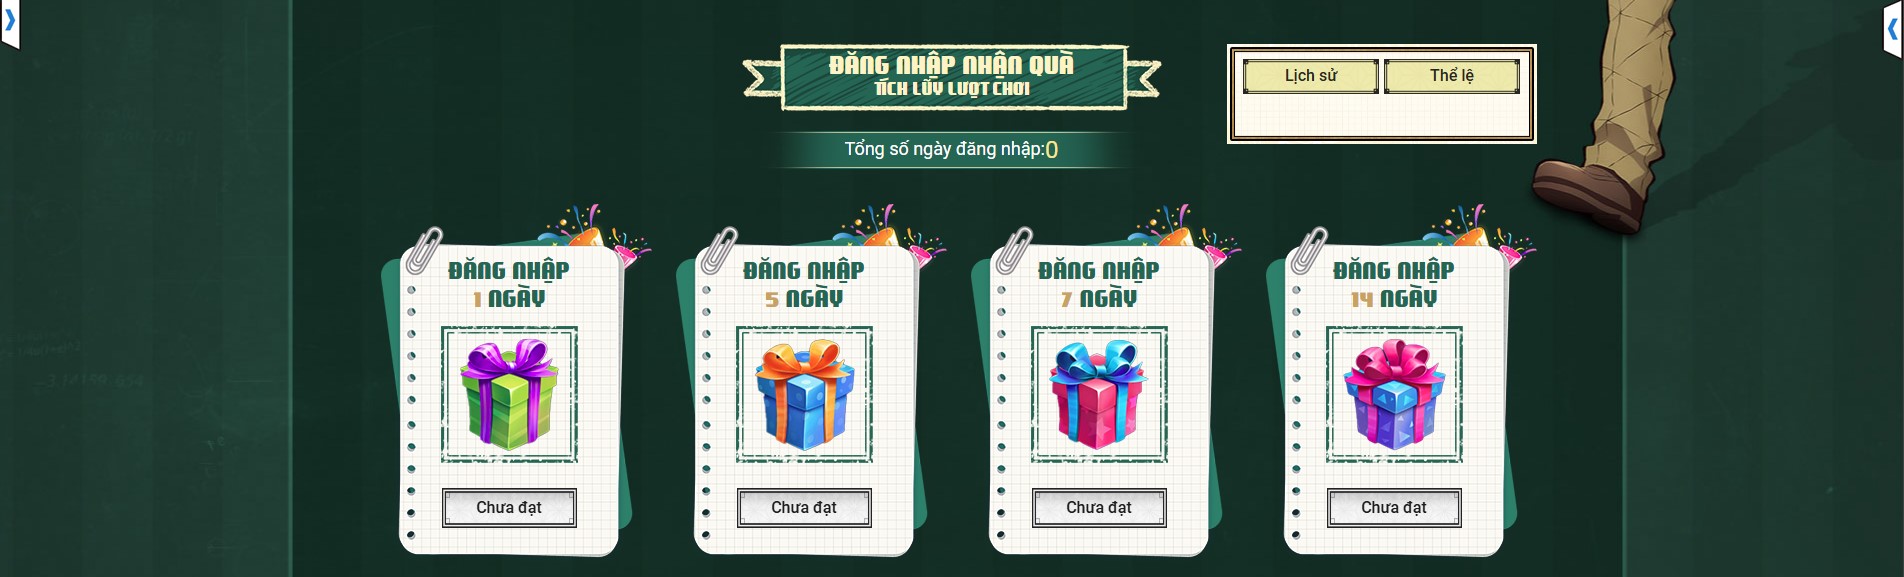 ĐĂNG NHẬP NHẬN QUÀ
TÍCH LŨY LƯỢT CHƠI
Lịch sử
Thể lệ
Tổng số ngày đăng nhập:0
ĐĂNG NHẬP
1 NGÀY
Chưa đạt
ĐĂNG NHẬP
5 NGÀY
Chưa đạt
ĐĂNG NHẬP
7 NGÀY
Chưa đạt
ĐĂNG NHẬP
14 NGÀY
Chưa đạt